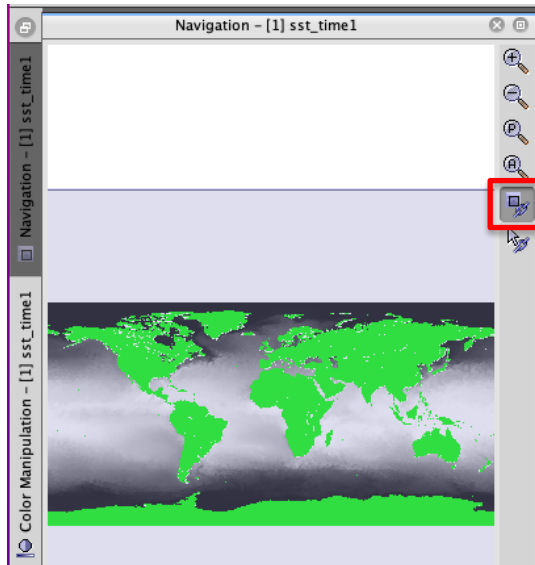 Navigation - [1] sst_time1
Navigation - [1] sst_time1
Color Manipulation - [1] sst_time1
P
A